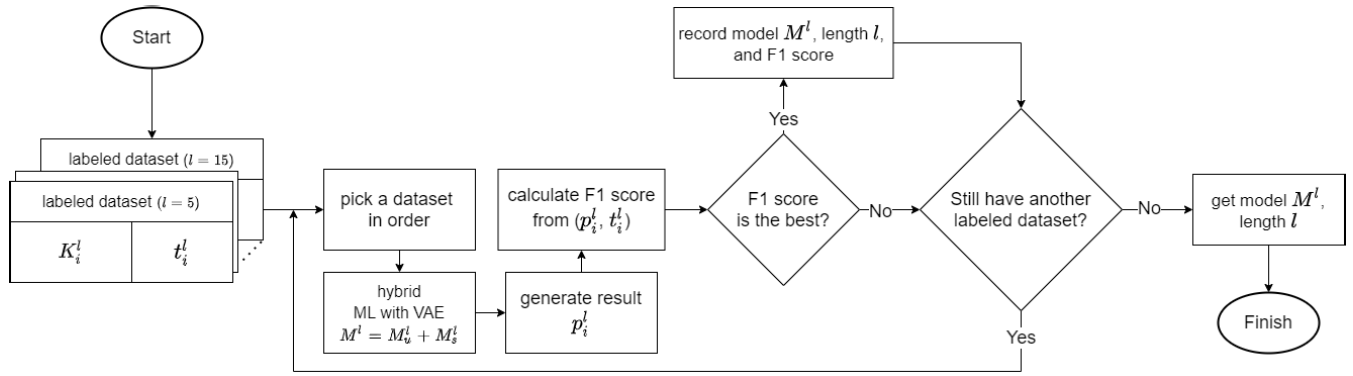 Start
labeled dataset (l = 15)
labeled dataset (l = 5)
K_i^l
t_i^l
pick a dataset
in order
hybrid
ML with VAE
M^l = M_u^l + M_s^l
generate result
p_i^l
calculate F1 score
from (p_i^l, t_i^l)
F1 score
is the best?
Yes
No
record model M^l, length l,
and F1 score
Still have another
labeled dataset?
Yes
No
get model M^l,
length l
Finish